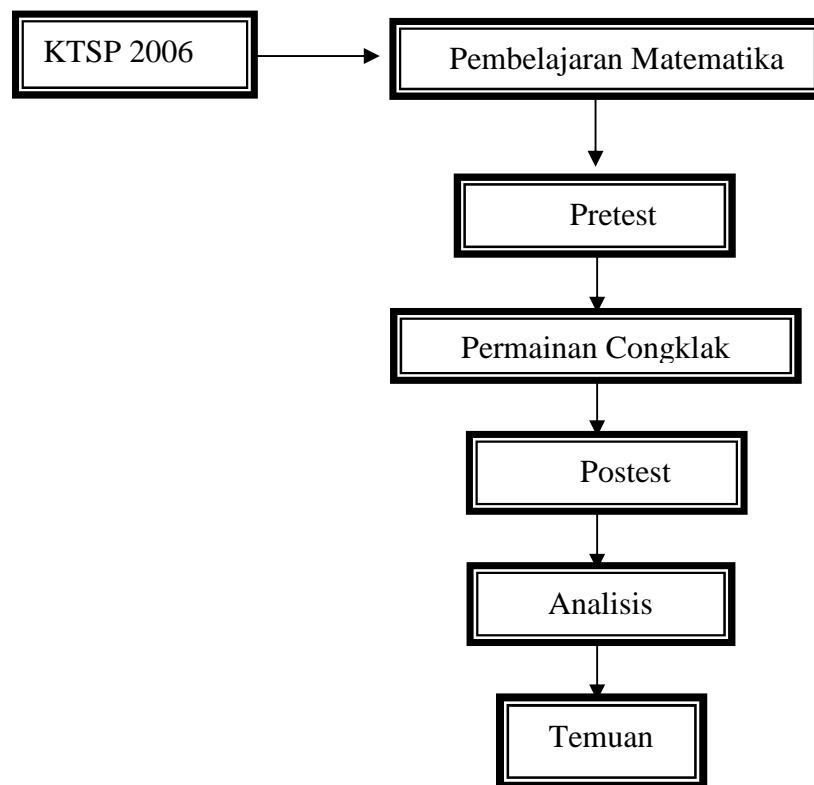 KTSP 2006
Pembelajaran Matematika
Pretest
Permainan Congklak
Postest
Analisis
Temuan